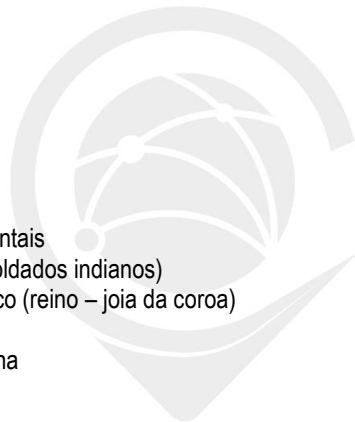 ntais
oldados indianos)
co (reino – joia da coroa)
na